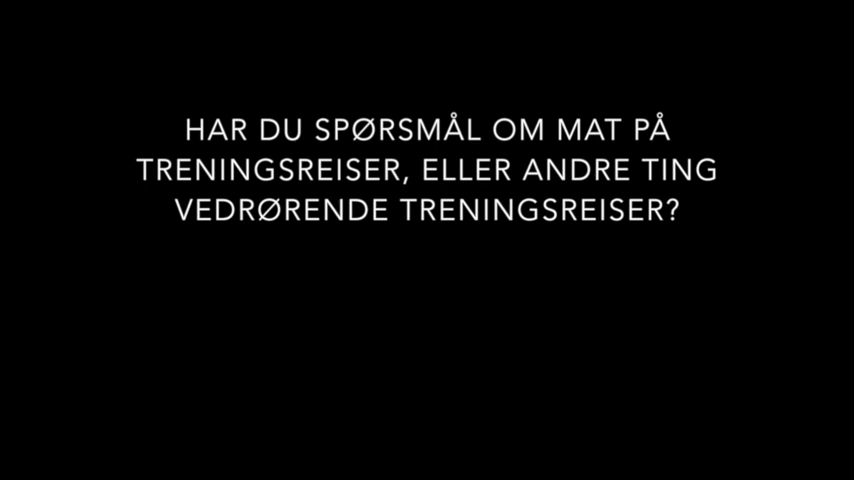 HAR DU SPØRSMÅL OM MAT PÅ
TRENINGSREISER, ELLER ANDRE TING
VEDRØRENDE TRENINGSREISER?